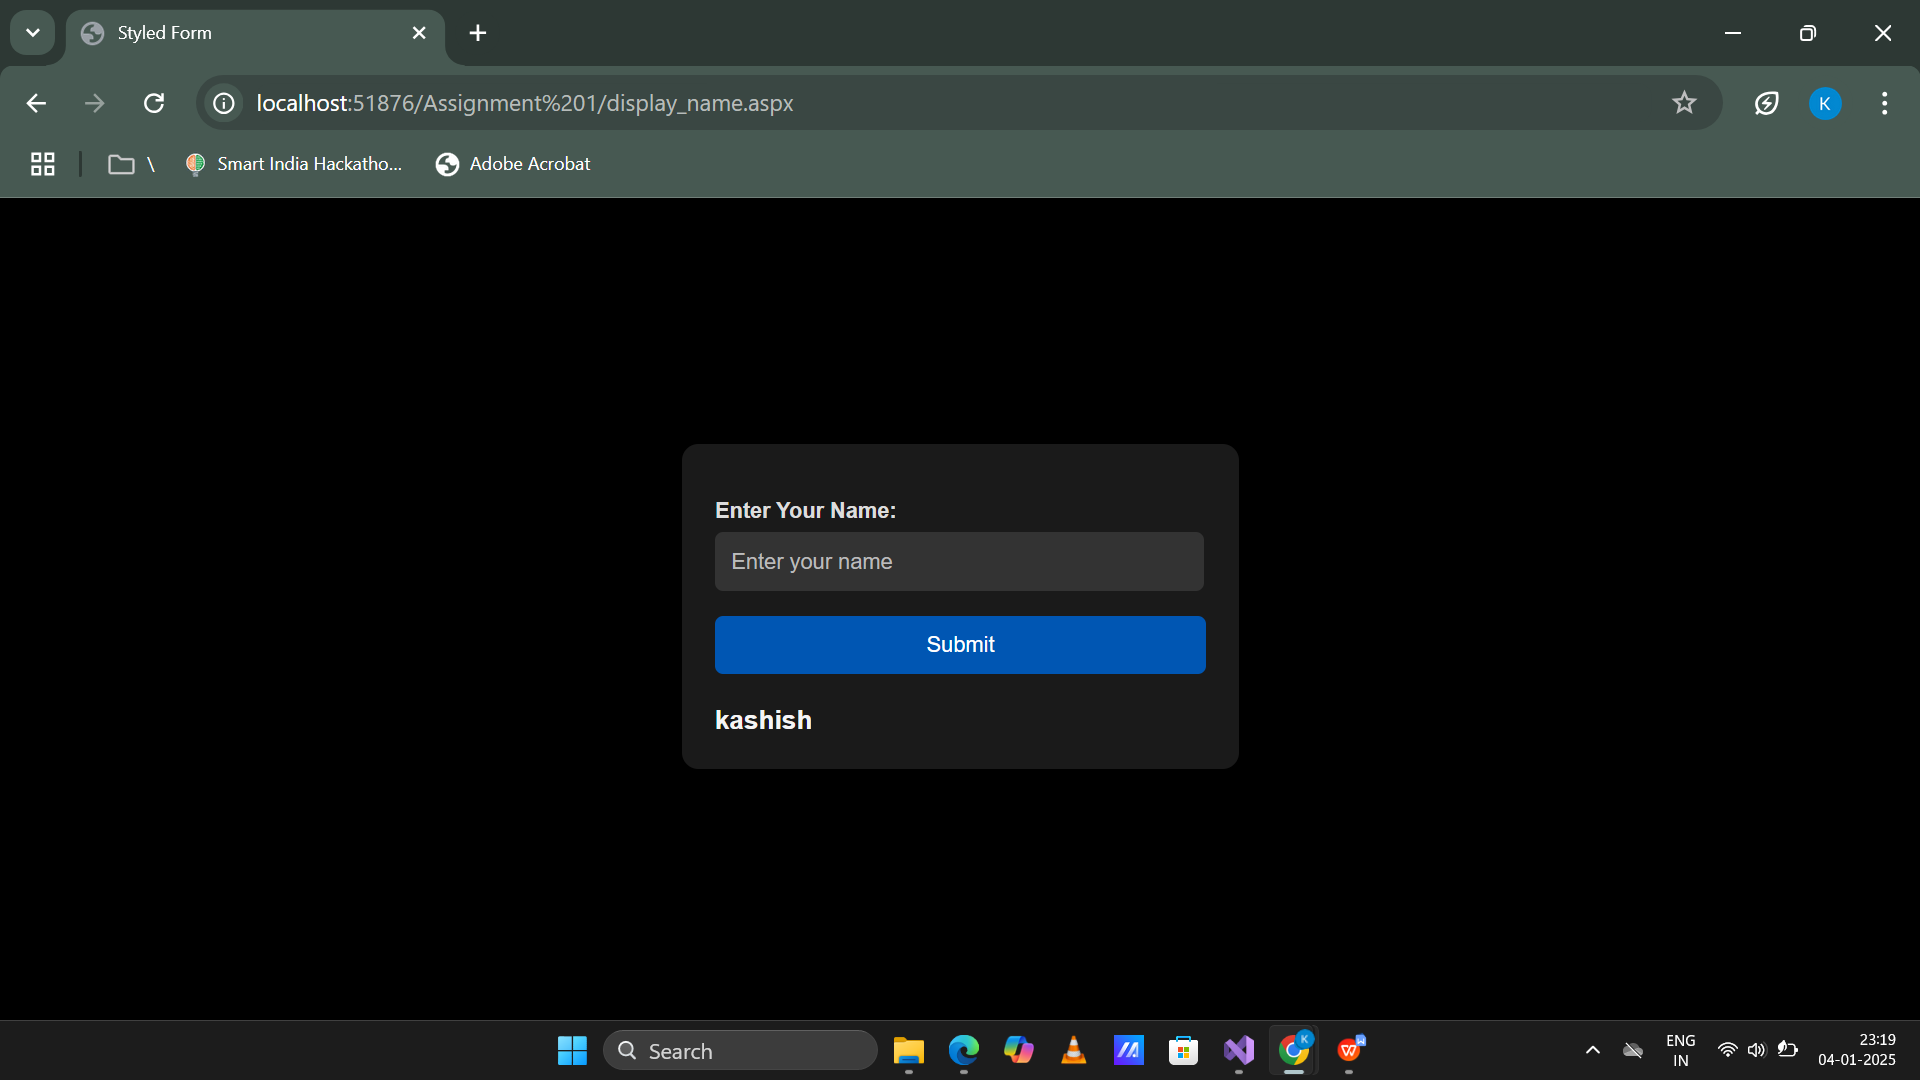 Styled Form
localhost:51876/Assignment%201/display_name.aspx
K
\
Smart India Hackatho...
Adobe Acrobat
Enter Your Name:
Enter your name
Submit
kashish
Search
K
W
W
ENG
IN
23:19
04-01-2025